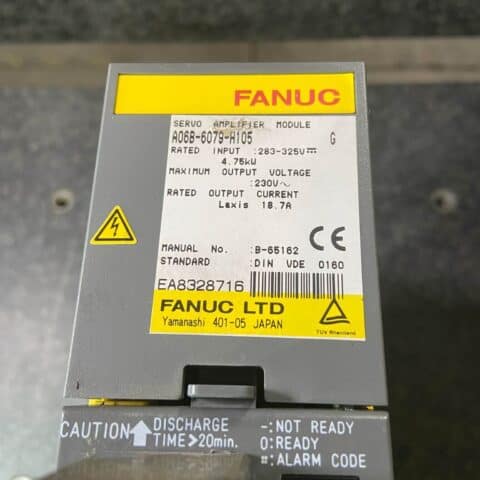 FANUC
SERVO AMPLIFIER MODULE
A06B-6079-H105 G
RATED INPUT :283-325V⎓
4.75kW
MAXIMUM OUTPUT VOLTAGE
:230V~
RATED OUTPUT CURRENT
Laxis 18.7A
MANUAL No. :B-65162
STANDARD :DIN VDE 0160
CE
EA8328716
FANUC LTD
Yamanashi 401-05 JAPAN
TÜV Rheinland
CAUTION DISCHARGE TIME>20min.
-:NOT READY
0:READY
#:ALARM CODE